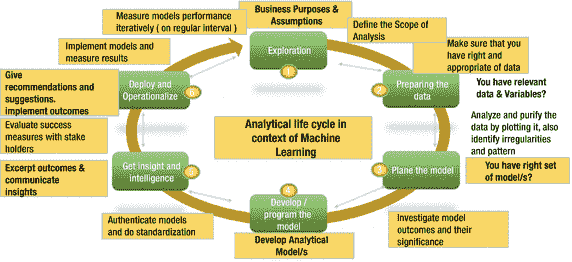 Measure models performance
iteratively ( on regular interval )
Business Purposes &
Assumptions
Define the Scope of
Analysis
Implement models and
measure results
Exploration
1
Make sure that you
have right and
appropriate of data
Give
recommendations and
suggestions.
implement outcomes
Deploy and
Operationalize
6
2
Preparing the
data
You have relevant
data & Variables?
Evaluate success
measures with stake
holders
Analytical life cycle in
context of Machine
Learning
Analyze and purify the
data by plotting it, also
identify irregularities
and pattern
Excerpt outcomes &
communicate
insights
Get insight and
intelligence
5
3
Plane the model
You have right set
of model/s?
4
Develop /
program the
model
Authenticate models
and do standardization
Develop Analytical
Model/s
Investigate model
outcomes and their
significance